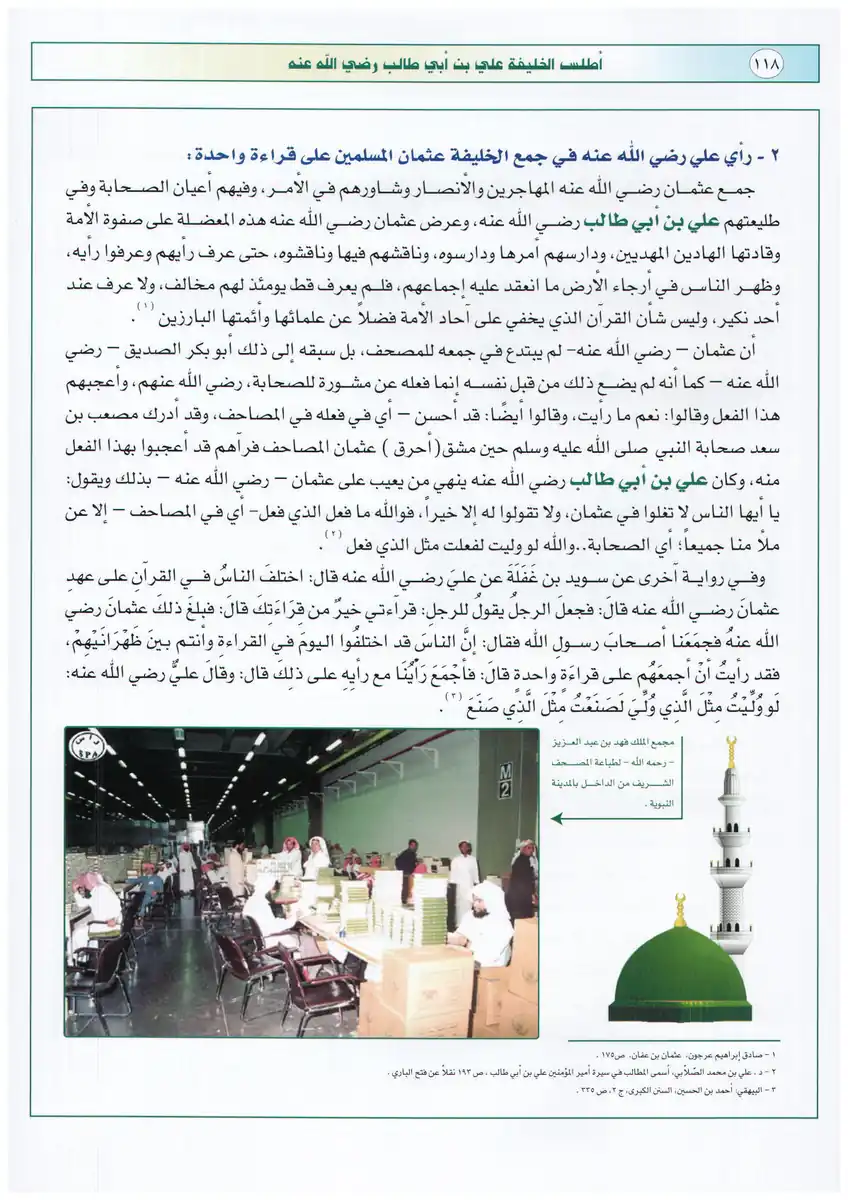 ١١٨
أطلس الخليفة علي بن أبي طالب رضي الله عنه
٢ - رأي علي رضي الله عنه في جمع الخليفة عثمان المسلمين على قراءة واحدة:
جمع عثمان رضي الله عنه المهاجرين والأنصار وشاورهم في الأمر، وفيهم أعيان الصحابة وفي
طليعتهم علي بن أبي طالب رضي الله عنه، وعرض عثمان رضي الله عنه هذه المعضلة على صفوة الأمة
وقادتها الهادين المهديين، ودارسهم أمرها ودارسوه، وناقشهم فيها وناقشوه، حتى عرف رأيهم وعرفوا رأيه،
وظهر الناس في أرجاء الأرض ما انعقد عليه إجماعهم، فلم يعرف قط يومئذ لهم مخالف، ولا عرف عند
أحد نكير، وليس شأن القرآن الذي يخفي على آحاد الأمة فضلاً عن علمائها وأئمتها البارزين (١).
أن عثمان – رضي الله عنه- لم يبتدع في جمعه للمصحف، بل سبقه إلى ذلك أبو بكر الصديق – رضي
الله عنه – كما أنه لم يضع ذلك من قبل نفسه إنما فعله عن مشورة للصحابة، رضي الله عنهم، وأعجبهم
هذا الفعل وقالوا: نعم ما رأيت، وقالوا أيضًا: قد أحسن – أي في فعله في المصاحف، وقد أدرك مصعب بن
سعد صحابة النبي صلى الله عليه وسلم حين مشق(أحرق ) عثمان المصاحف فرآهم قد أعجبوا بهذا الفعل
منه، وكان علي بن أبي طالب رضي الله عنه ينهي من يعيب على عثمان – رضي الله عنه – بذلك ويقول:
يا أيها الناس لا تغلوا في عثمان، ولا تقولوا له إلا خيراً، فوالله ما فعل الذي فعل- أي في المصاحف – إلا عن
ملأ منا جميعاً؛ أي الصحابة..والله لو وليت لفعلت مثل الذي فعل (٢).
وفي رواية آخرى عن سويد بن غَفَلَةَ عن عليَ رضي الله عنه قال: اختلفَ الناسُ في القرآنِ على عهدِ
عثمانَ رضي الله عنه قالَ: فجعلَ الرجلُ يقولُ للرجلِ: قرآءتي خيرٌ من قِرَاءَتِكَ قالَ: فبلغَ ذلكَ عثمانَ رضي
الله عنهُ فجمَعَنا أصحابَ رسولِ الله فقال: إنَّ الناسَ قد اختلفُوا اليومَ في القراءةِ وأنتم بينَ ظَهْرَانَيْهِمْ،
فقد رأيتُ أنْ أجمعَهُم على قراءَةٍ واحدةٍ قالَ: فأجْمَعَ رَأْيُنَا مع رأيِهِ على ذلِكَ قال: وقالَ عليٌّ رضي الله عنه:
لَو وُلِّيْتُ مِثْلَ الَّذِي وُلِّيَ لَصَنَعْتُ مِثْلَ الَّذِي صَنَعَ (٣).
مجمع الملك فهد بن عبد العزيز
- رحمه الله - لطباعة المصحف
الشريف من الداخل بالمدينة
النبوية .
واس
SPA
M
2
١ - صادق إبراهيم عرجون، عثمان بن عفان، ص١٧٥ .
٢ - د . علي بن محمد الصّلابي، أسمى المطالب في سيرة أمير المؤمنين علي بن أبي طالب ، ص ١٩٣ نقلاً عن فتح الباري .
٣ - البيهقي: أحمد بن الحسين، السنن الكبرى، ج ٢، ص ٣٣٥ .